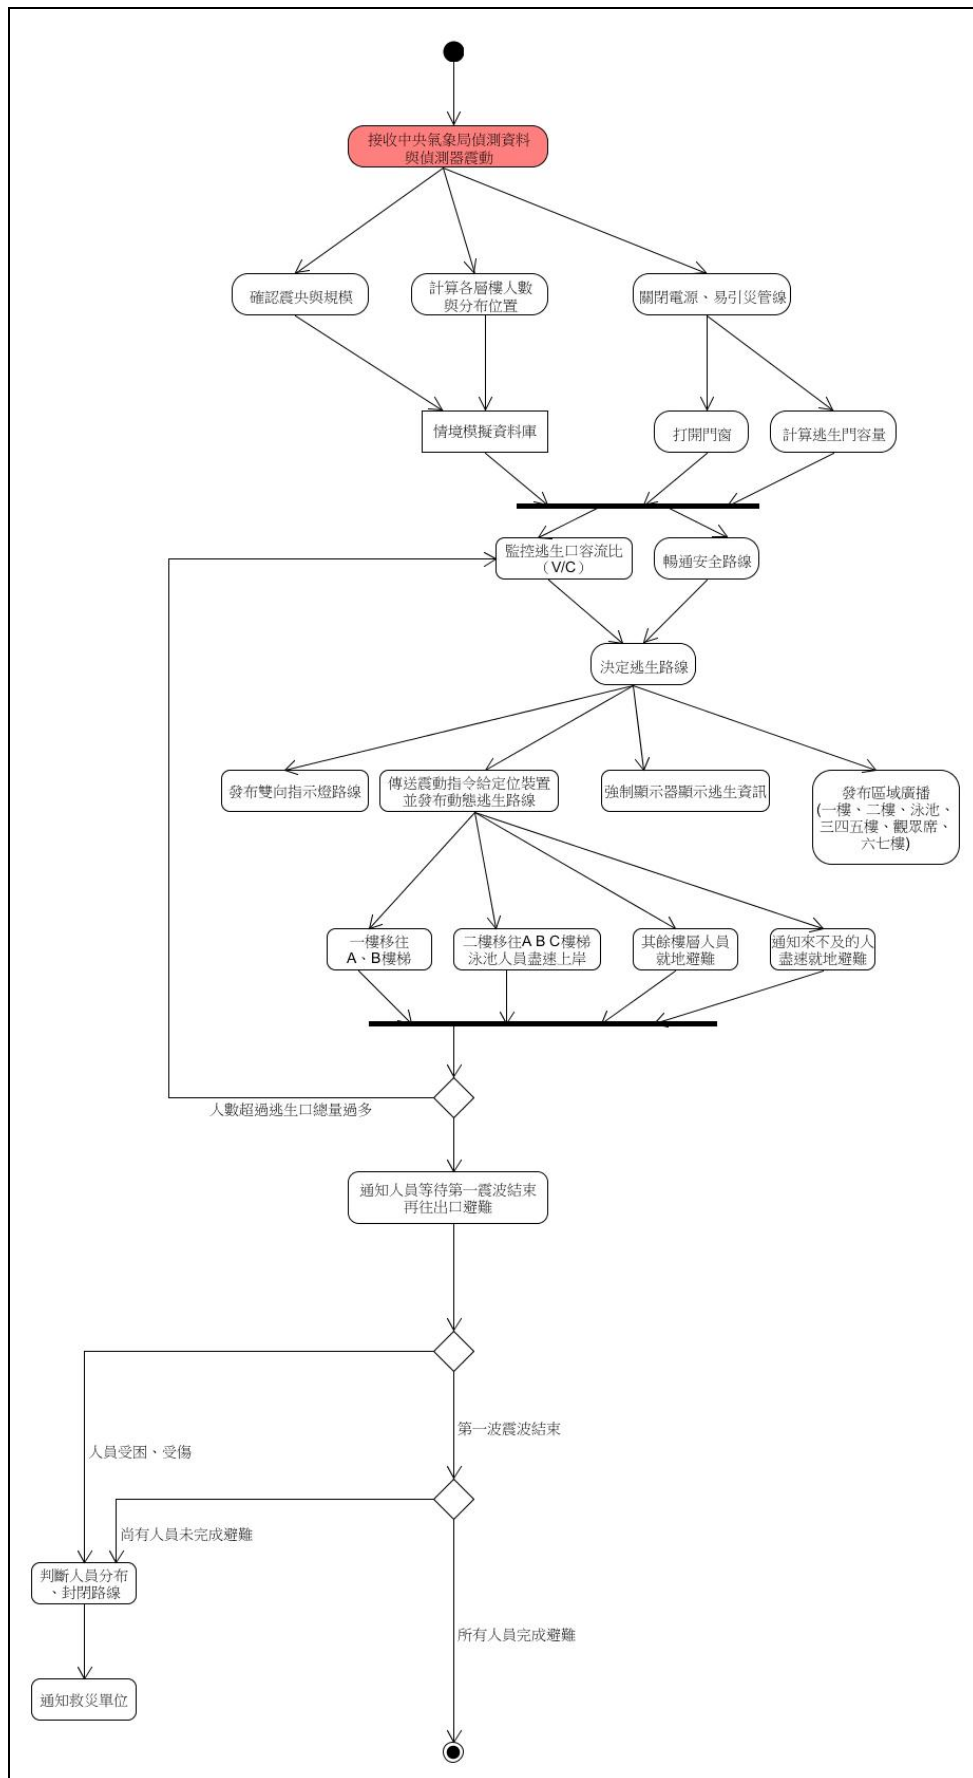 接收中央氣象局偵測資料
與偵測器震動
確認震央與規模
計算各層樓人數
與分布位置
關閉電源、易引災管線
情境模擬資料庫
打開門窗
計算逃生門容量
監控逃生口容流比
（V/C）
暢通安全路線
決定逃生路線
發布雙向指示燈路線
傳送震動指令給定位裝置
並發布動態逃生路線
強制顯示器顯示逃生資訊
發布區域廣播
(一樓、二樓、泳池、
三四五樓、觀眾席、
六七樓)
一樓移往
A、B樓梯
二樓移往A B C樓梯
泳池人員盡速上岸
其餘樓層人員
就地避難
通知來不及的人
盡速就地避難
人數超過逃生口總量過多
通知人員等待第一震波結束
再往出口避難
第一波震波結束
人員受困、受傷
尚有人員未完成避難
判斷人員分布
、封閉路線
所有人員完成避難
通知救災單位